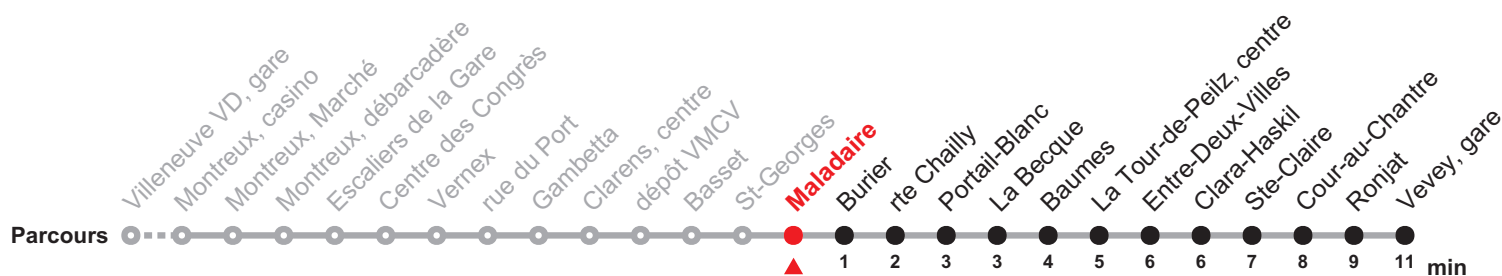 Villeneuve VD, gare
Montreux, casino
Montreux, Marché
Montreux, débarcadère
Escaliers de la Gare
Centre des Congrès
Vernex
rue du Port
Gambetta
Clarens, centre
dépôt VMCV
Basset
St-Georges
Maladaire
Burier
rte Chailly
Portail-Blanc
La Becque
Baumes
La Tour-de-Peilz, centre
Entre-Deux-Villes
Clara-Haskil
Ste-Claire
Cour-au-Chantre
Ronjat
Vevey, gare
Parcours
1 2 3 3 4 5 6 6 7 8 9 11 min